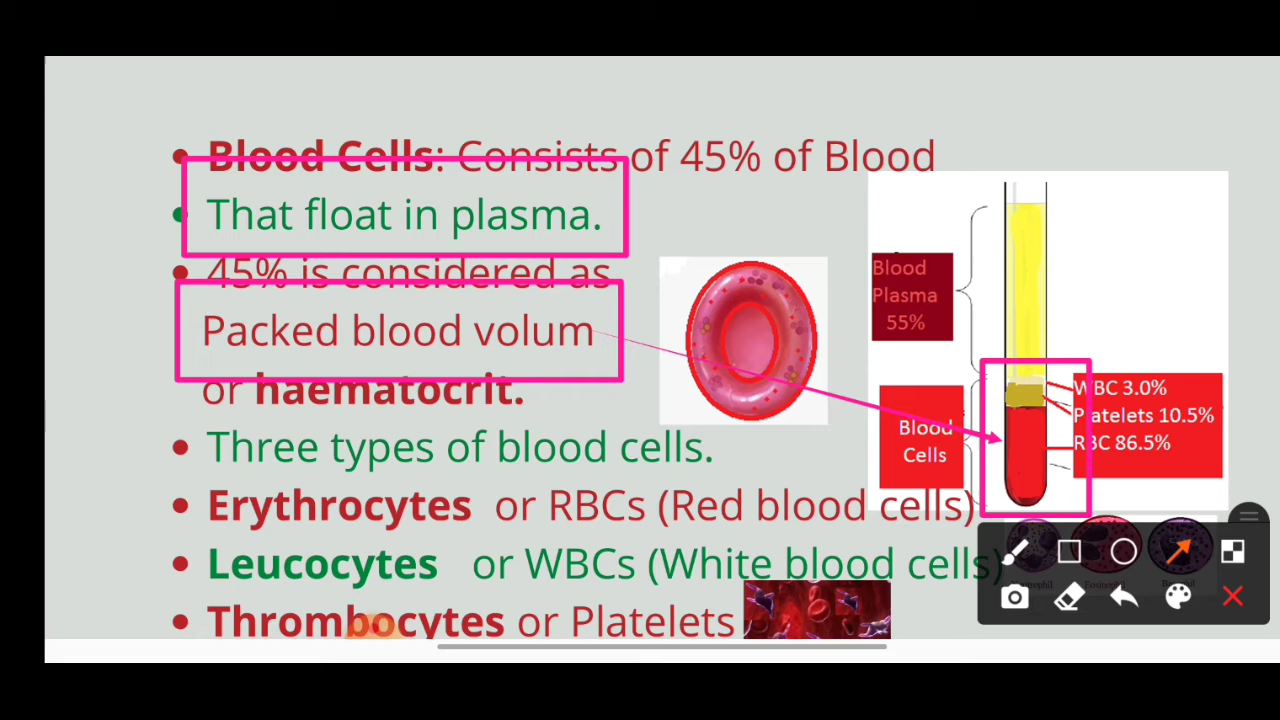 Blood Cells: Consists of 45% of Blood
That float in plasma.
45% is considered as
Packed blood volum
or haematocrit.
Three types of blood cells.
Erythrocytes or RBCs (Red blood cells)
Leucocytes or WBCs (White blood cells)
Thrombocytes or Platelets
Blood
Plasma
55%
Blood
Cells
WBC 3.0%
Platelets 10.5%
RBC 86.5%